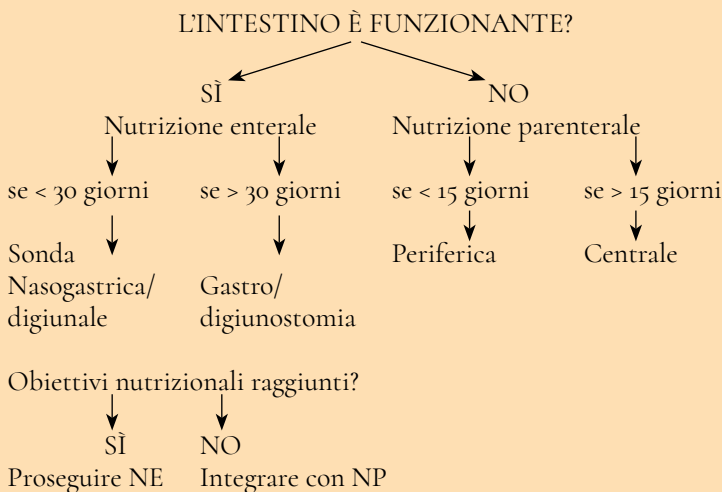 L'INTESTINO È FUNZIONANTE?
SÌ NO
Nutrizione enterale Nutrizione parenterale
se < 30 giorni se > 30 giorni se < 15 giorni se > 15 giorni
Sonda Periferica Centrale
Nasogastrica/ Gastro/
digiunale digiunostomia
Obiettivi nutrizionali raggiunti?
SÌ NO
Proseguire NE Integrare con NP